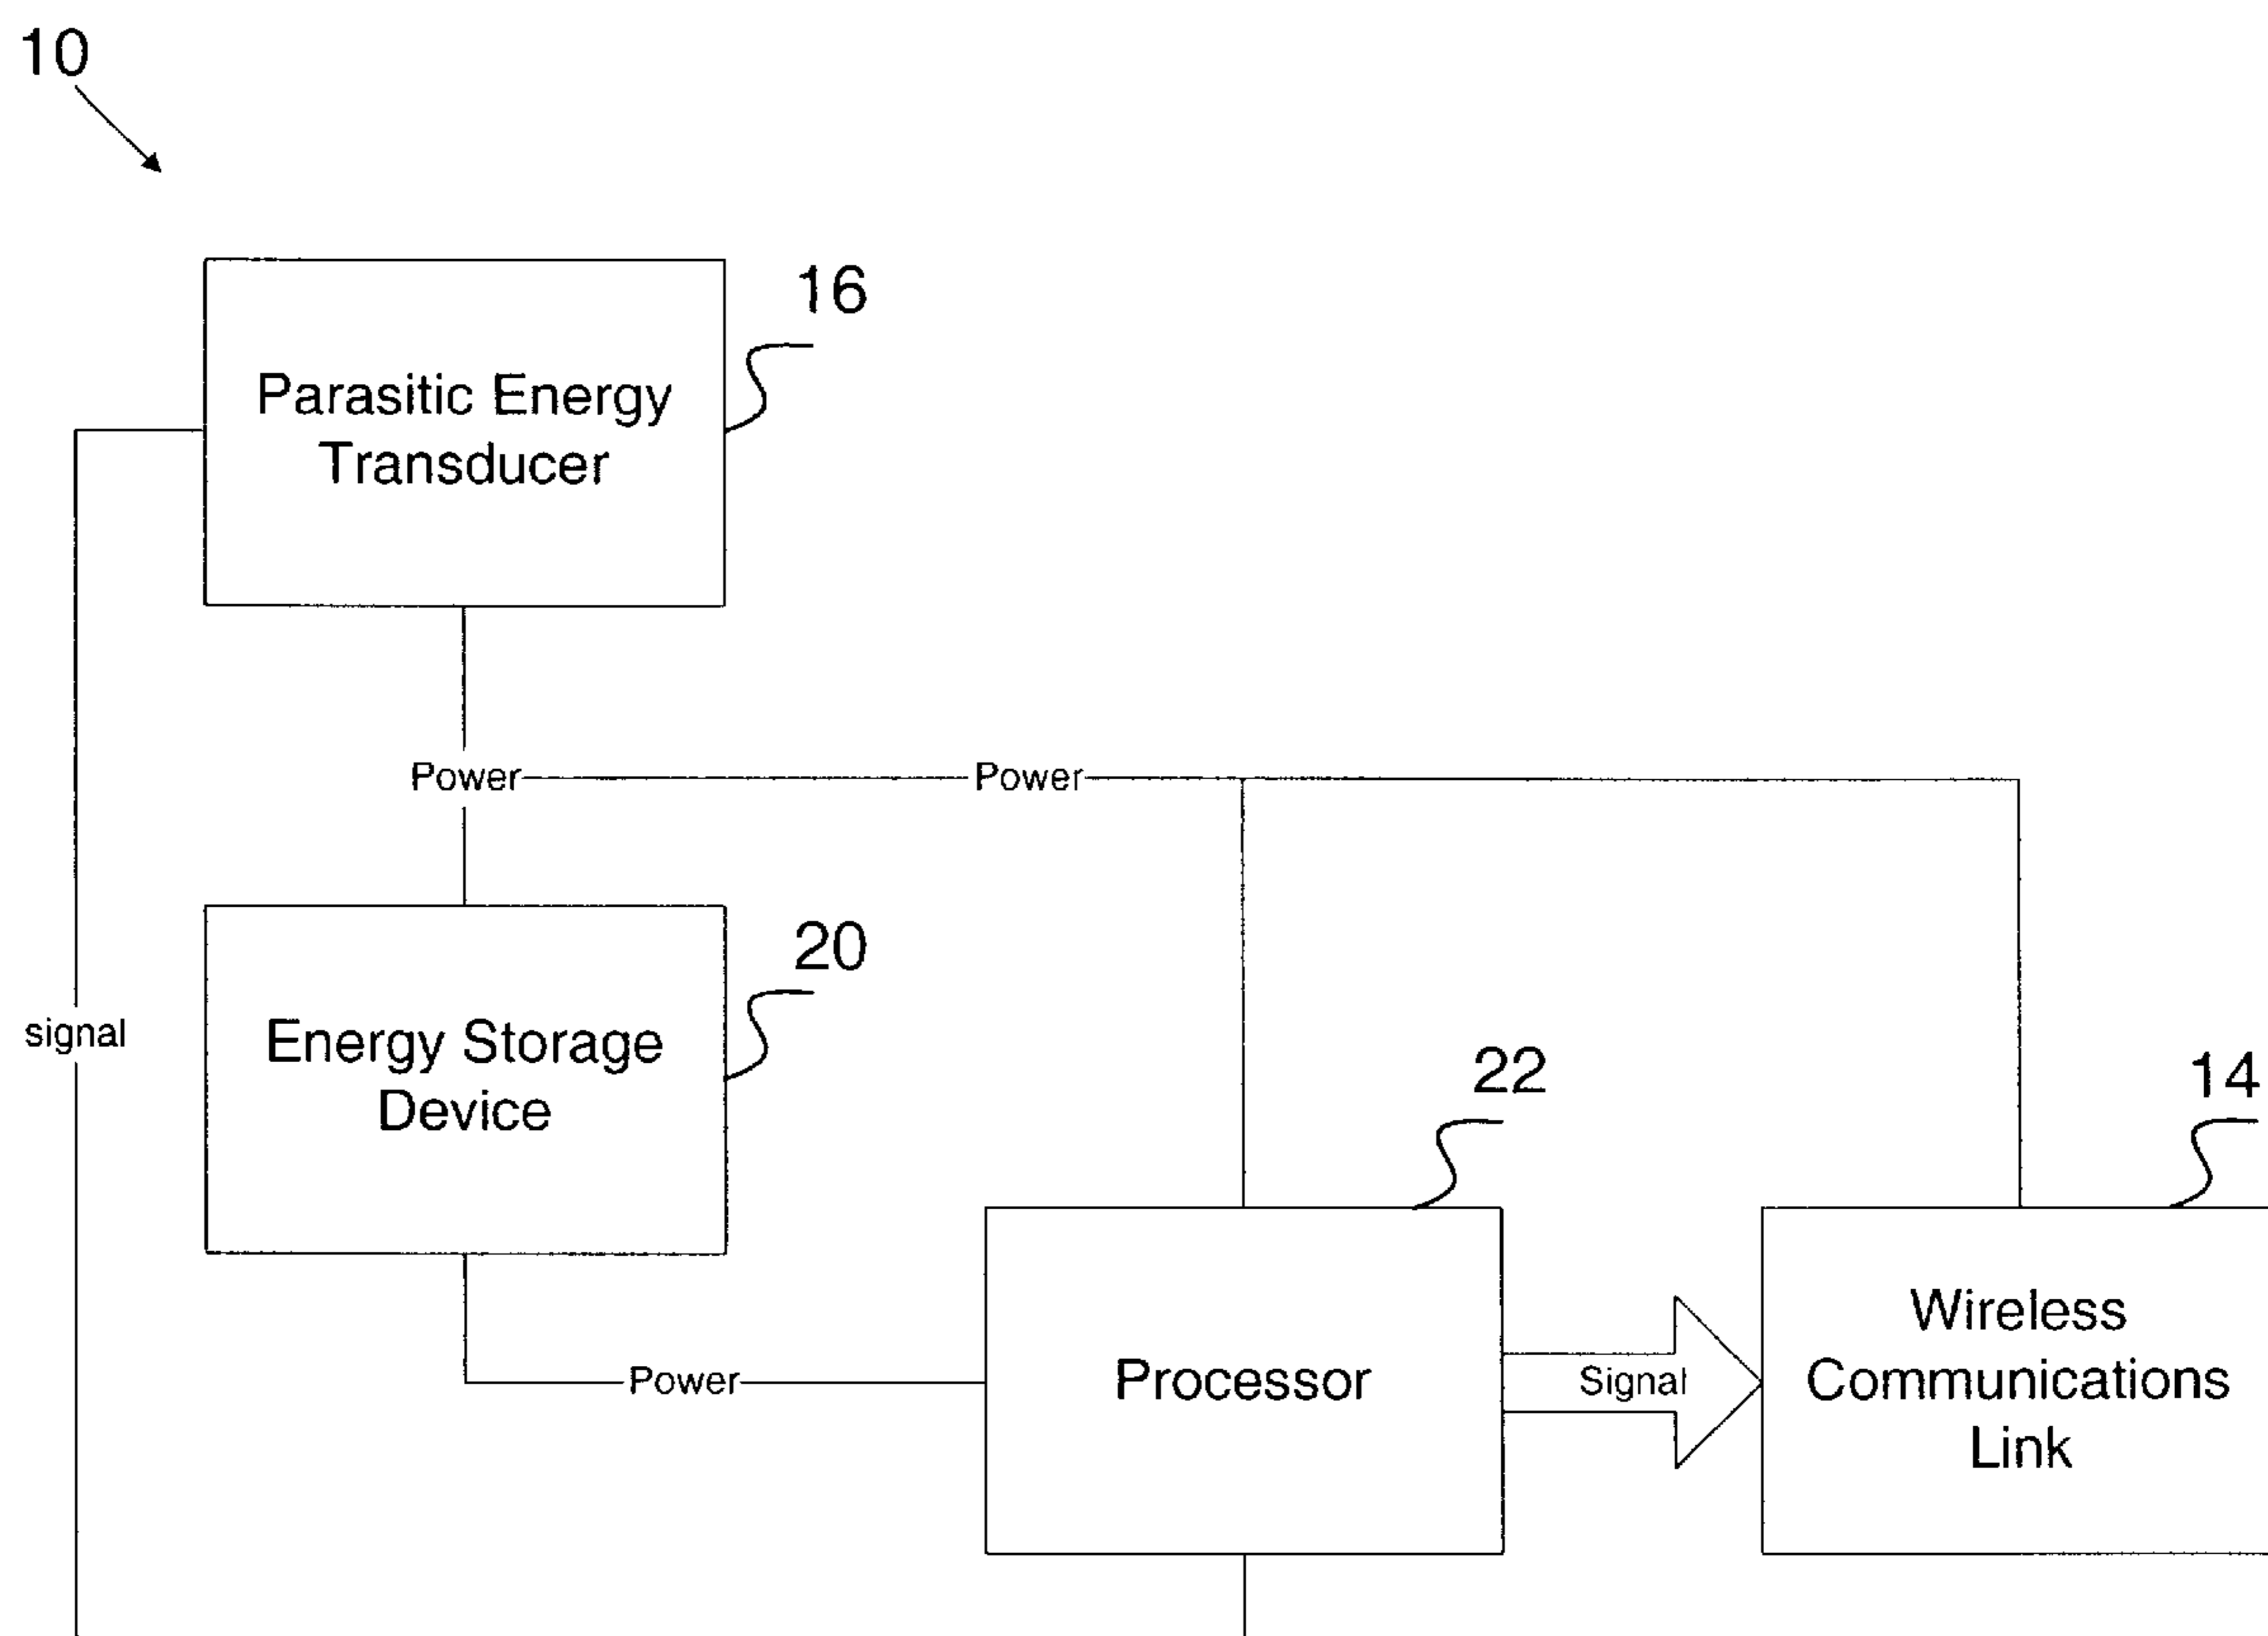 10
16
Parasitic Energy
Transducer
Power
Power
20
signal
Energy Storage
Device
22
14
Wireless
Power
Processor
Signal
Communications
Link